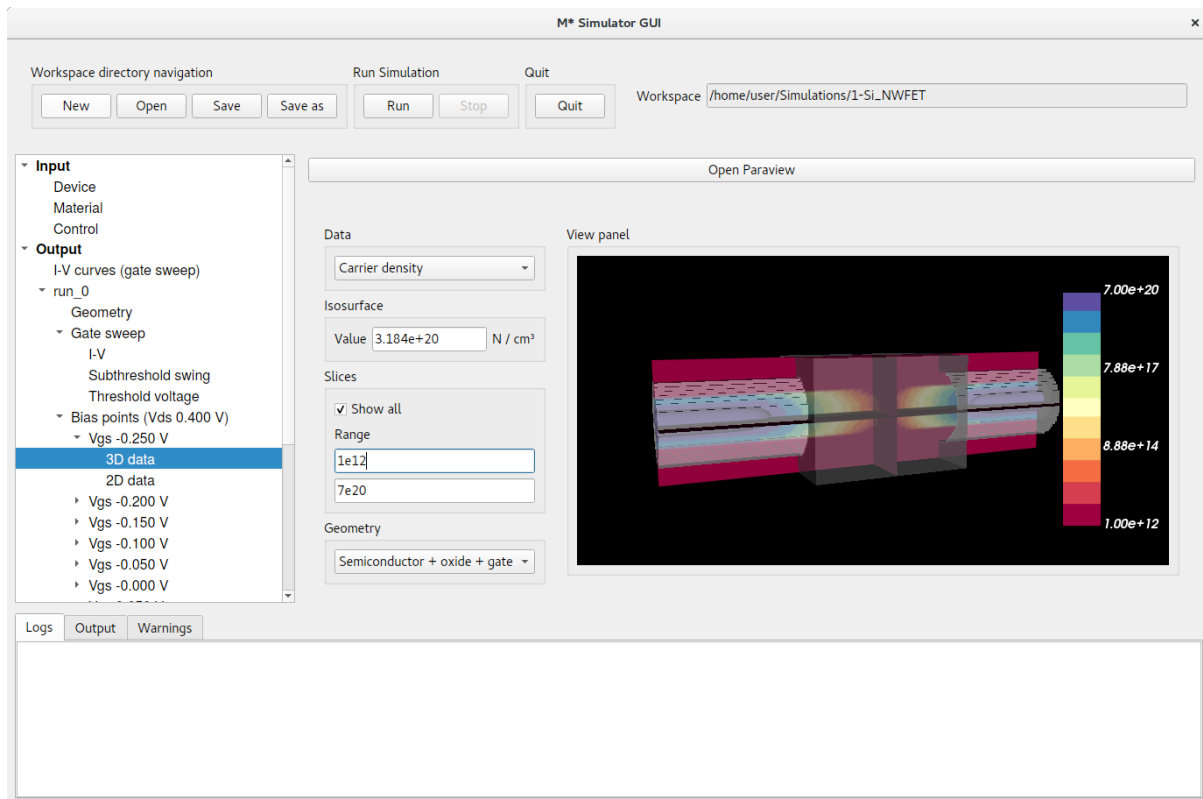 M* Simulator GUI
Workspace directory navigation
Run Simulation
Quit
New
Open
Save
Save as
Run
Stop
Quit
Workspace
/home/user/Simulations/1-Si_NWFET
Input
Device
Material
Control
Output
I-V curves (gate sweep)
run_0
Geometry
Gate sweep
I-V
Subthreshold swing
Threshold voltage
Bias points (Vds 0.400 V)
Vgs -0.250 V
3D data
2D data
Vgs -0.200 V
Vgs -0.150 V
Vgs -0.100 V
Vgs -0.050 V
Vgs -0.000 V
Open Paraview
Data
Carrier density
Isosurface
Value 3.184e+20 N / cm³
Slices
Show all
Range
1e12
7e20
Geometry
Semiconductor + oxide + gate
View panel
7.00e+20
7.88e+17
8.88e+14
1.00e+12
Logs
Output
Warnings